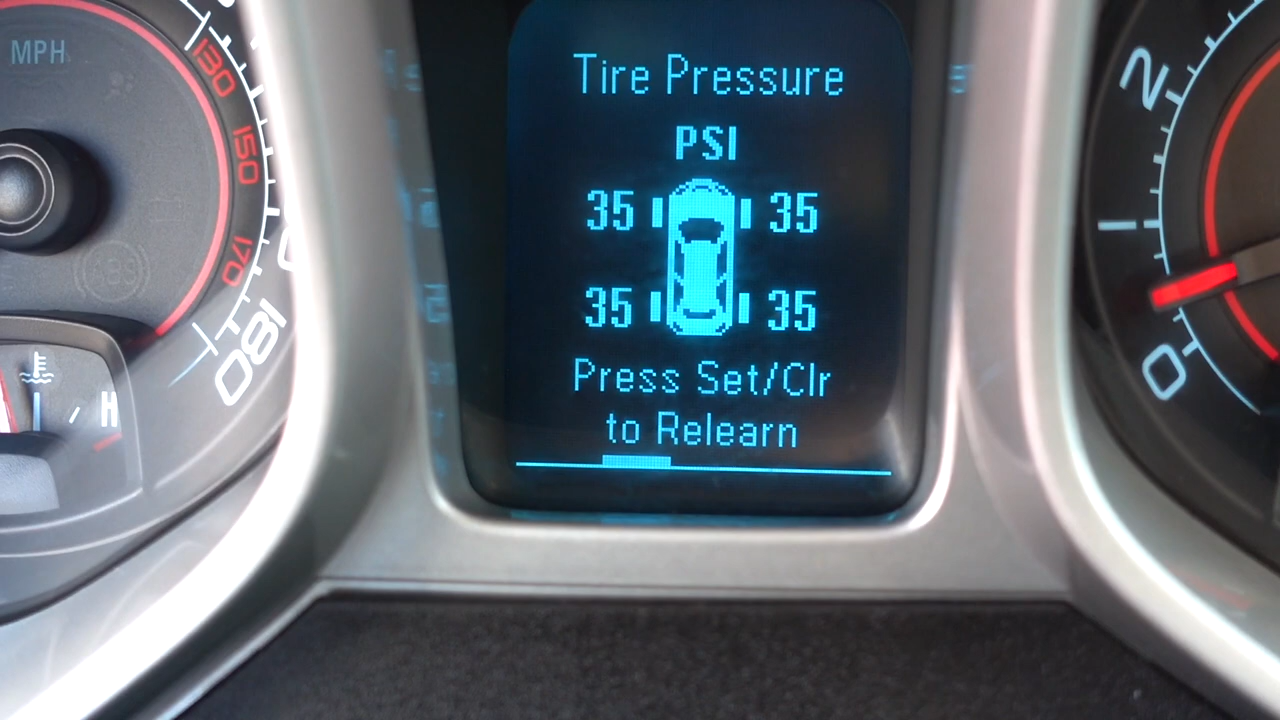 MPH
130
150
170
180
H
Tire Pressure
PSI
35 35
35 35
Press Set/Clr
to Relearn
2
0